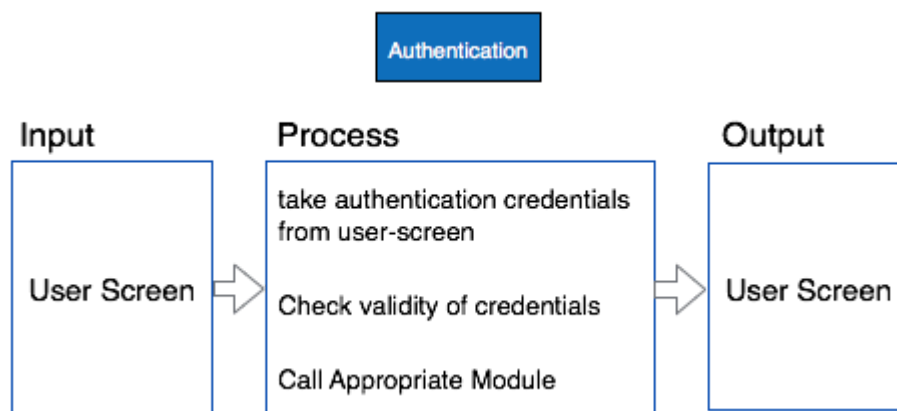 Authentication
Input
Process
Output
User Screen
take authentication credentials
from user-screen
Check validity of credentials
Call Appropriate Module
User Screen